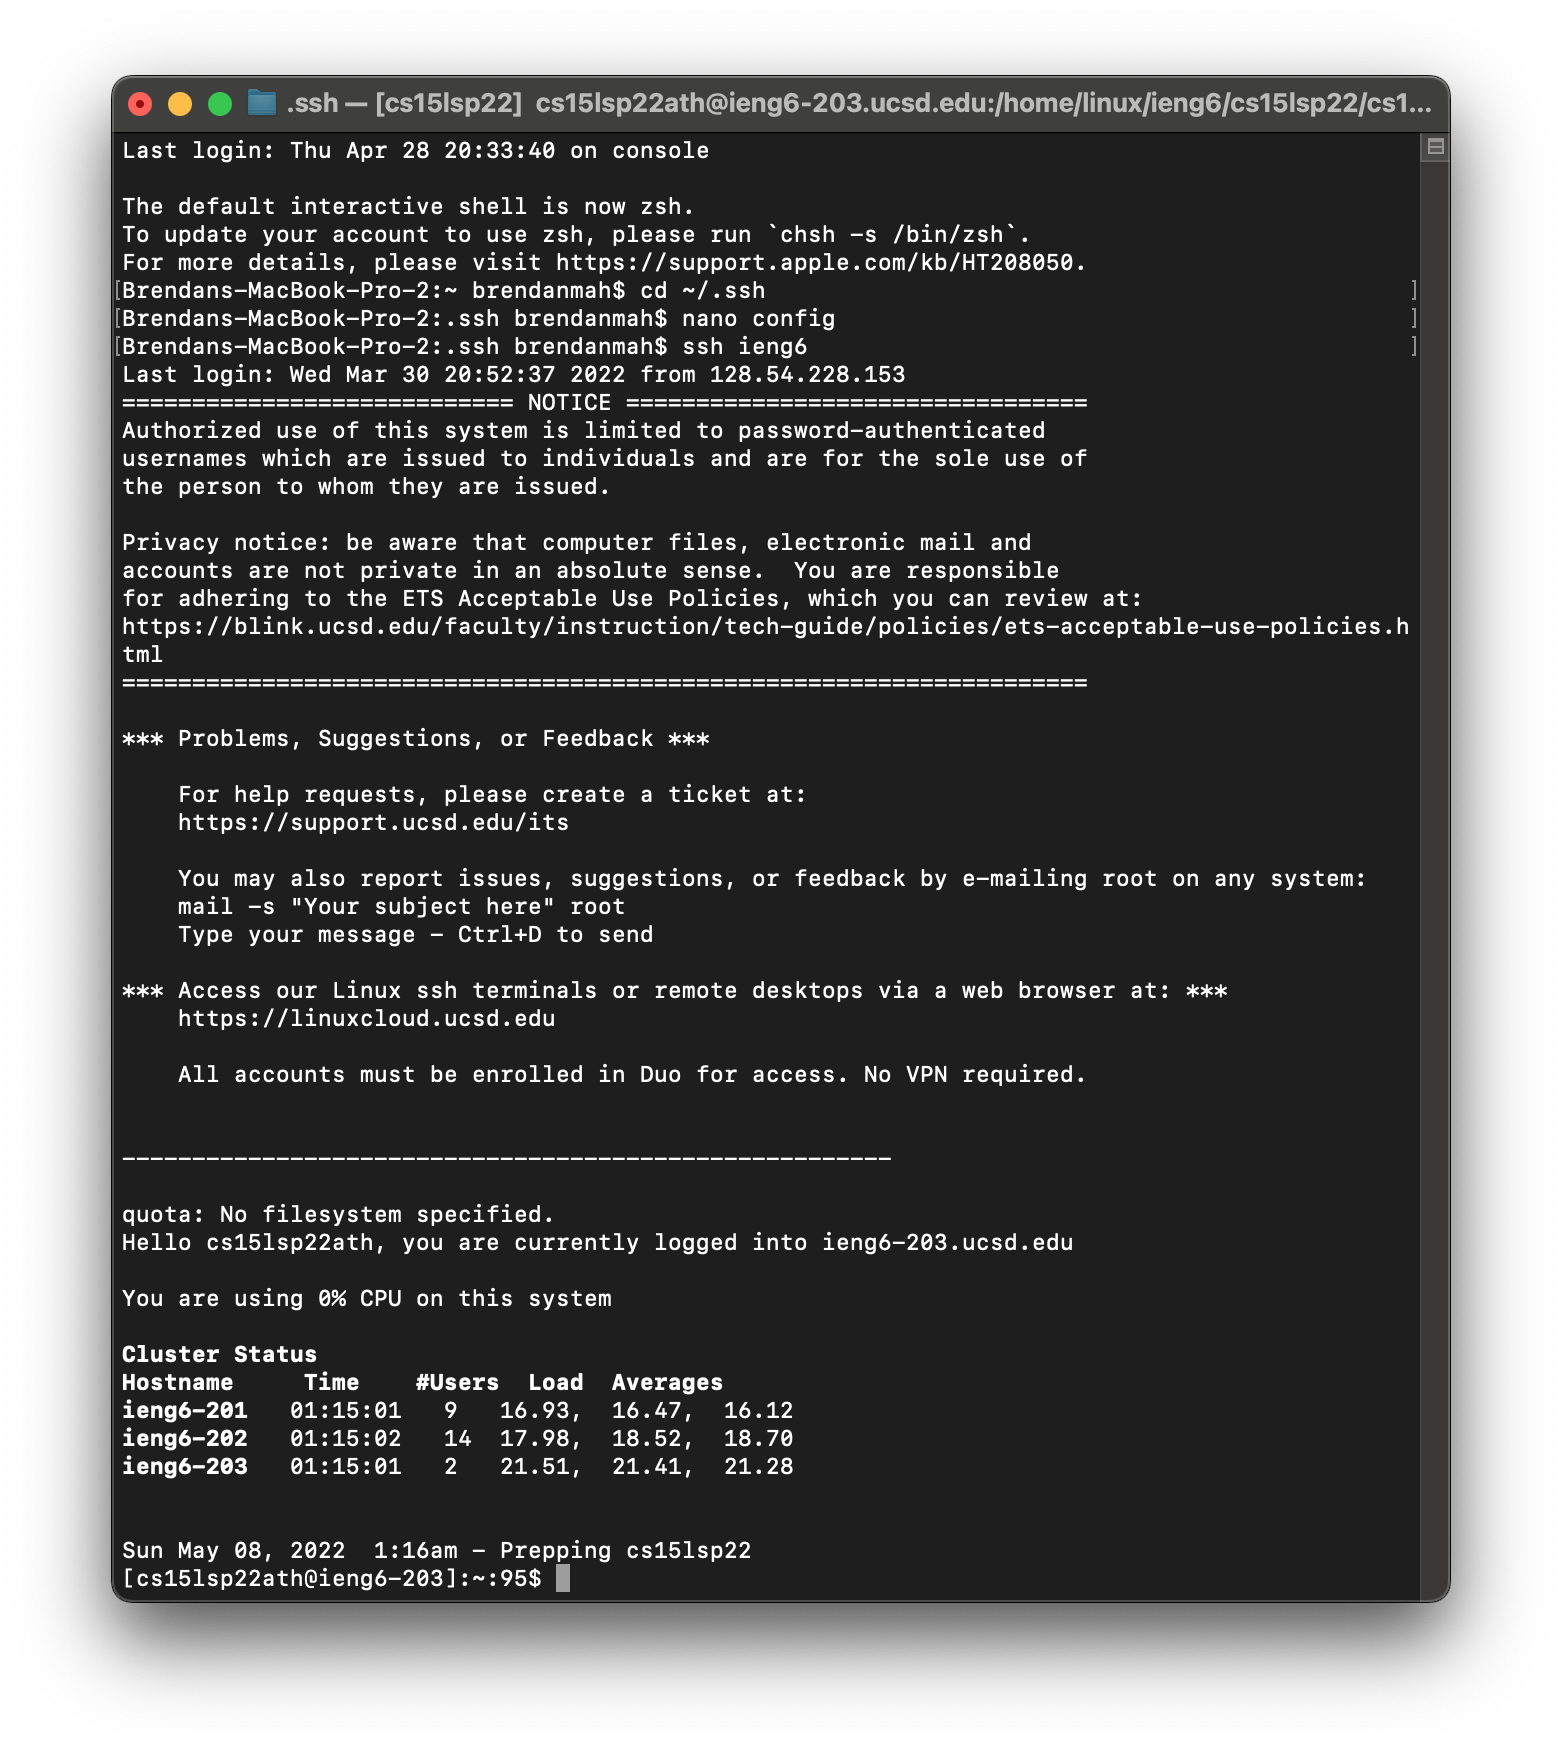 .ssh — [cs15lsp22] cs15lsp22ath@ieng6-203.ucsd.edu:/home/linux/ieng6/cs15lsp22/cs1...
Last login: Thu Apr 28 20:33:40 on console
The default interactive shell is now zsh.
To update your account to use zsh, please run `chsh -s /bin/zsh`.
For more details, please visit https://support.apple.com/kb/HT208050.
[Brendans-MacBook-Pro-2:~ brendanmah$ cd ~/.ssh ]
[Brendans-MacBook-Pro-2:.ssh brendanmah$ nano config ]
[Brendans-MacBook-Pro-2:.ssh brendanmah$ ssh ieng6 ]
Last login: Wed Mar 30 20:52:37 2022 from 128.54.228.153
============================ NOTICE =================================
Authorized use of this system is limited to password-authenticated
usernames which are issued to individuals and are for the sole use of
the person to whom they are issued.
Privacy notice: be aware that computer files, electronic mail and
accounts are not private in an absolute sense.  You are responsible
for adhering to the ETS Acceptable Use Policies, which you can review at:
https://blink.ucsd.edu/faculty/instruction/tech-guide/policies/ets-acceptable-use-policies.h
tml
=====================================================================
*** Problems, Suggestions, or Feedback ***
    For help requests, please create a ticket at:
    https://support.ucsd.edu/its
    You may also report issues, suggestions, or feedback by e-mailing root on any system:
    mail -s "Your subject here" root
    Type your message - Ctrl+D to send
*** Access our Linux ssh terminals or remote desktops via a web browser at: ***
    https://linuxcloud.ucsd.edu
    All accounts must be enrolled in Duo for access. No VPN required.
-------------------------------------------------------
quota: No filesystem specified.
Hello cs15lsp22ath, you are currently logged into ieng6-203.ucsd.edu
You are using 0% CPU on this system
Cluster Status
Hostname     Time    #Users  Load  Averages
ieng6-201   01:15:01   9   16.93,  16.47,  16.12
ieng6-202   01:15:02   14  17.98,  18.52,  18.70
ieng6-203   01:15:01   2   21.51,  21.41,  21.28
Sun May 08, 2022  1:16am - Prepping cs15lsp22
[cs15lsp22ath@ieng6-203]:~:95$